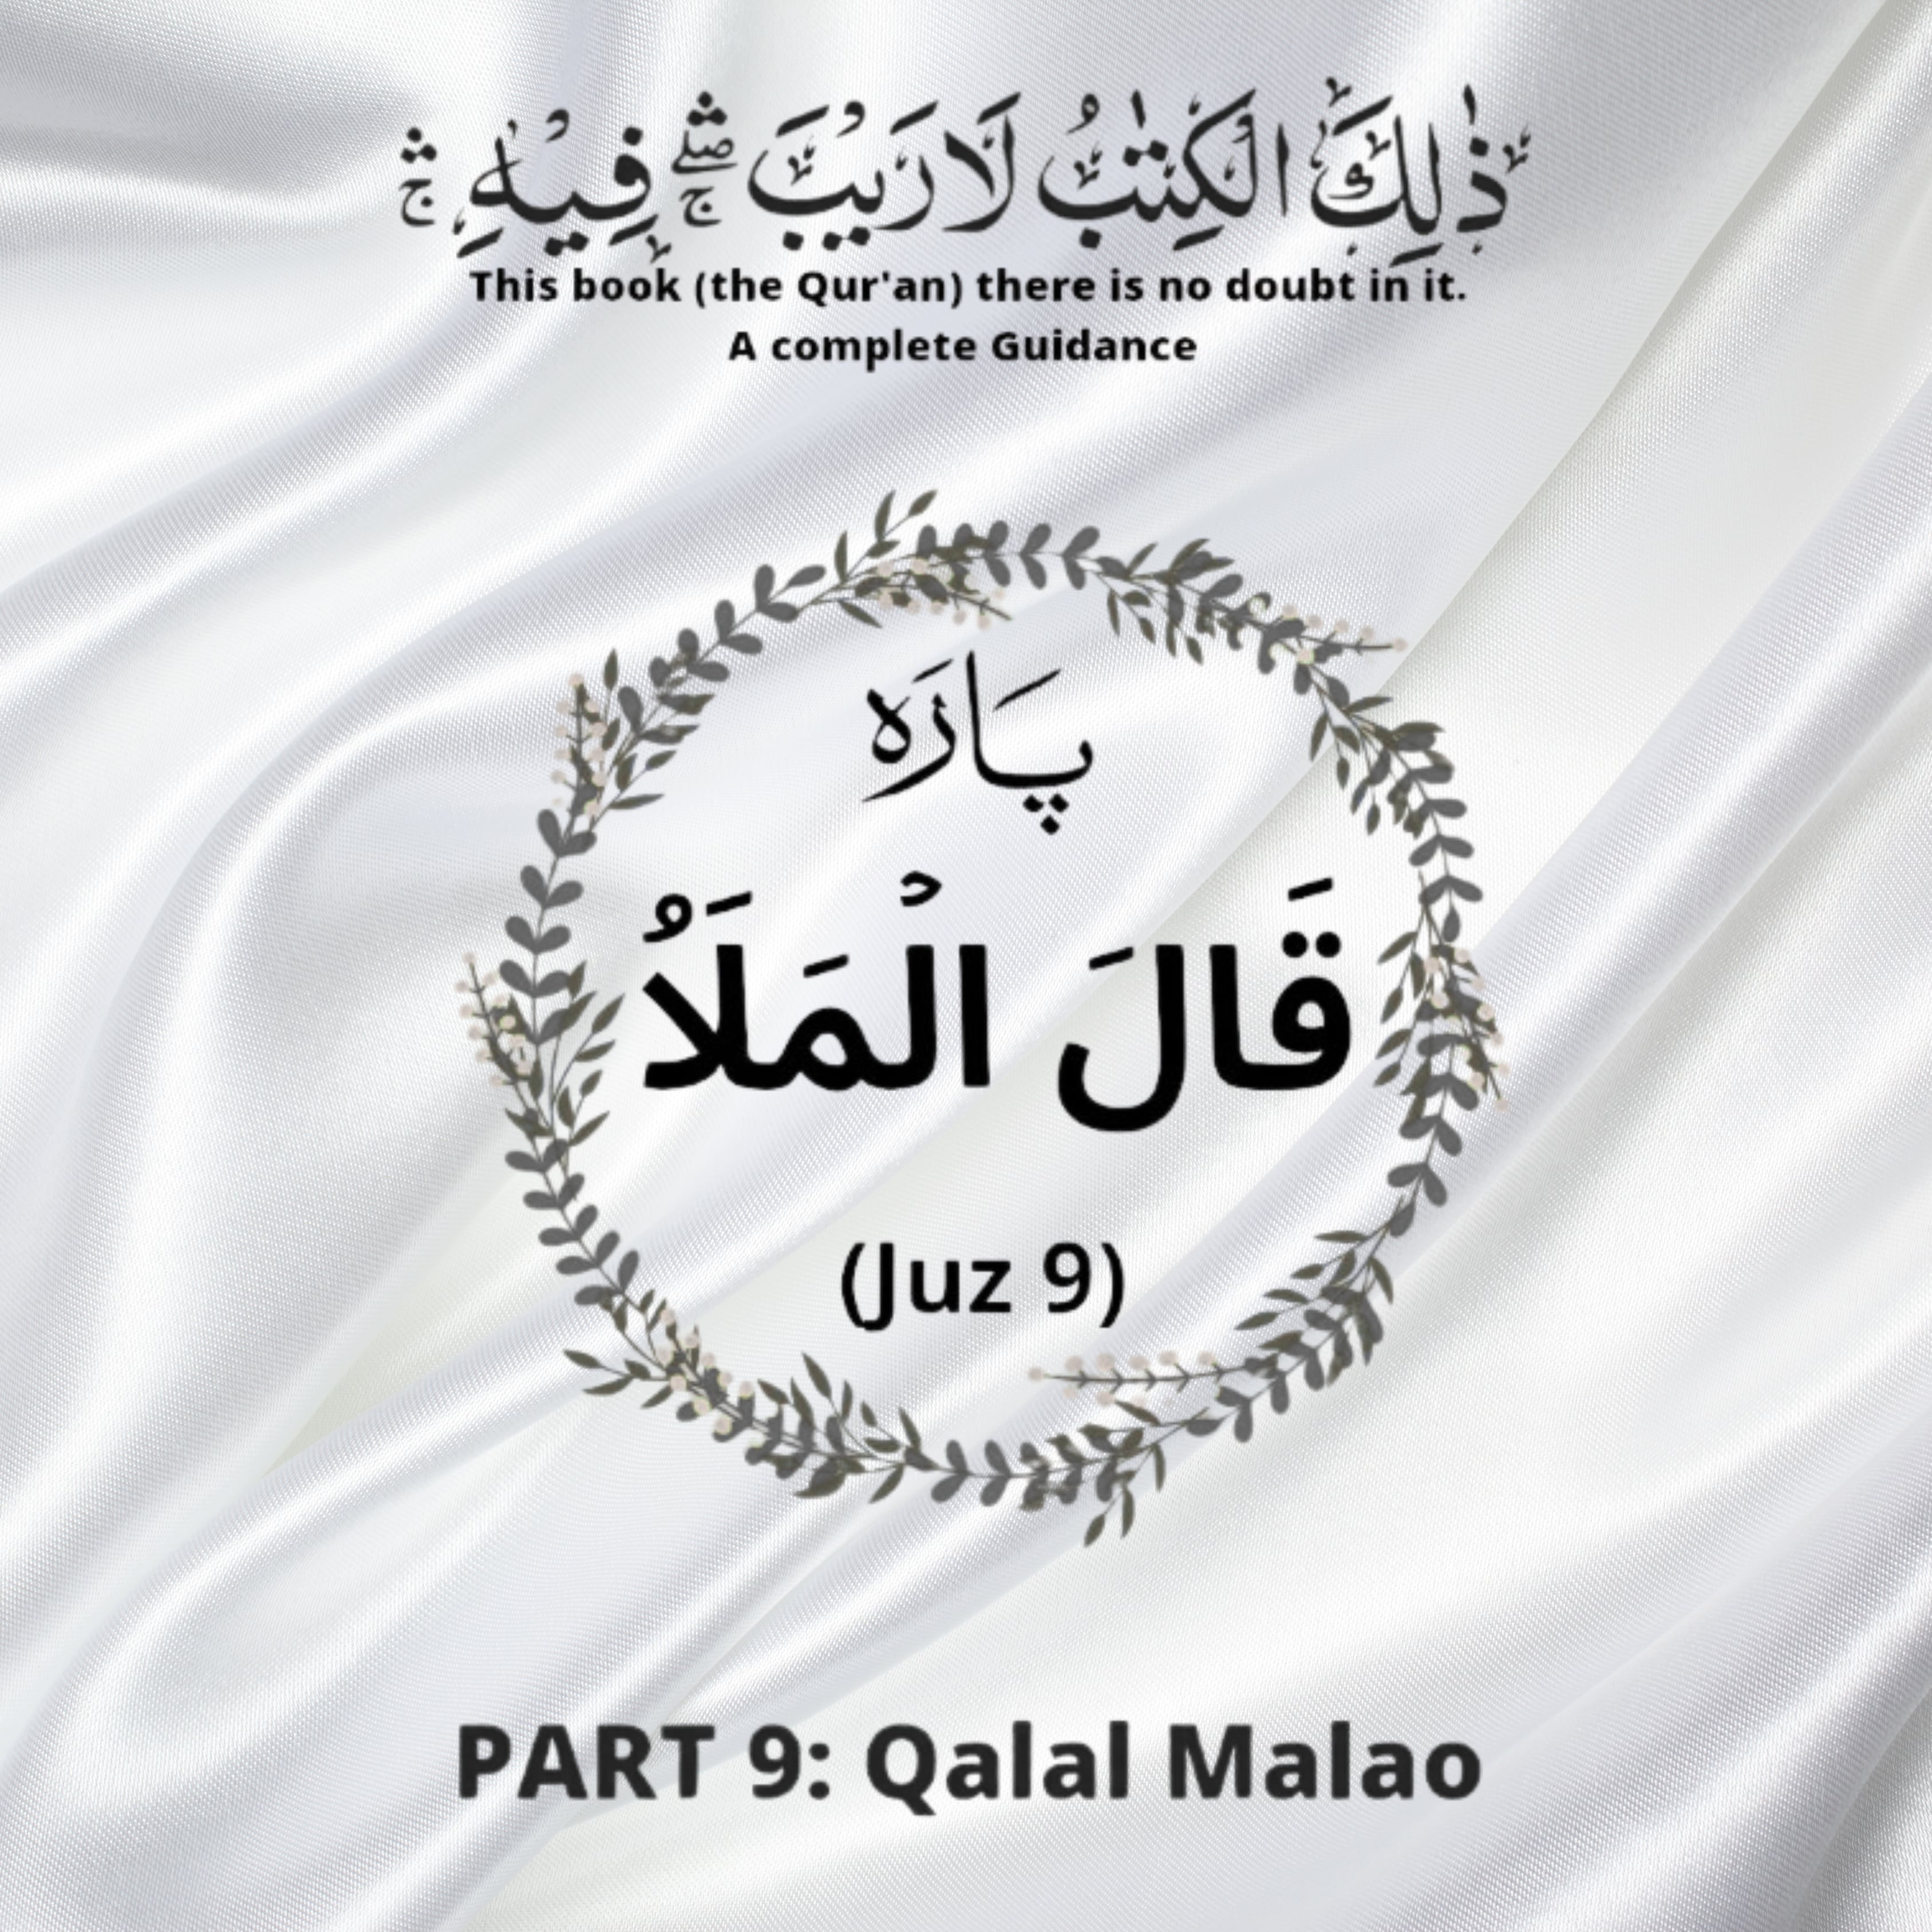 ذٰلِكَ الْكِتٰبُ لَا رَيْبَ ۛۖۚ فِيْهِ ۛۚ
This book (the Qur'an) there is no doubt in it.
A complete Guidance
پَارَہ
قَالَ الْمَلَاَُ
(Juz 9)
PART 9: Qalal Malao